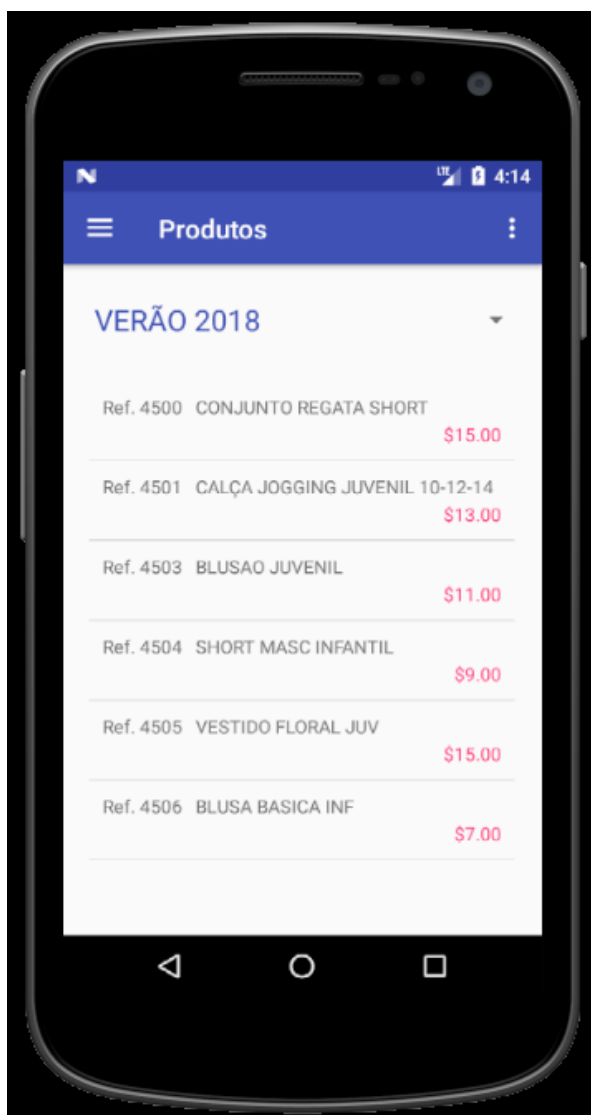 N LTE 4:14
Produtos
VERÃO 2018
Ref. 4500 CONJUNTO REGATA SHORT
$15.00
Ref. 4501 CALÇA JOGGING JUVENIL 10-12-14
$13.00
Ref. 4503 BLUSAO JUVENIL
$11.00
Ref. 4504 SHORT MASC INFANTIL
$9.00
Ref. 4505 VESTIDO FLORAL JUV
$15.00
Ref. 4506 BLUSA BASICA INF
$7.00